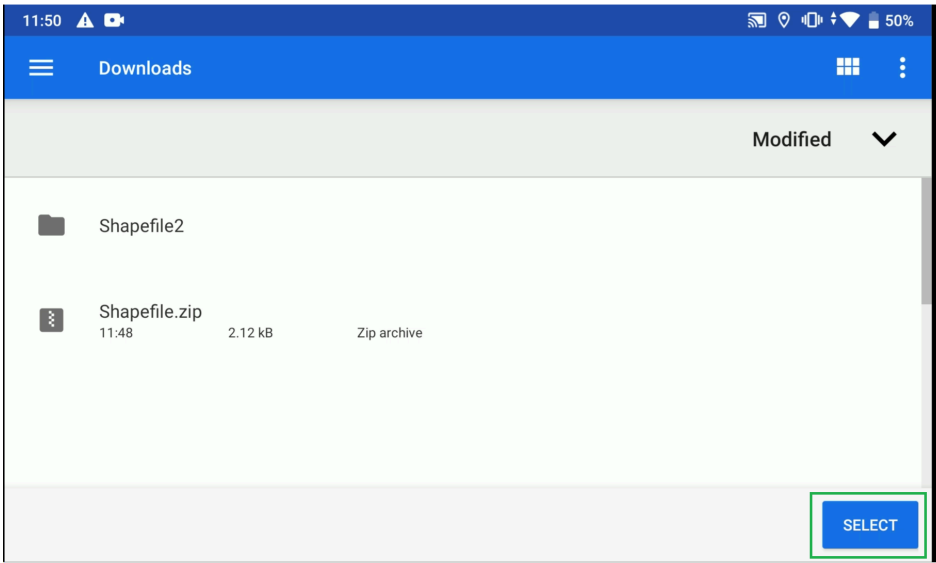 11:50 50%
Downloads
Modified
Shapefile2
Shapefile.zip
11:48 2.12 kB Zip archive
SELECT